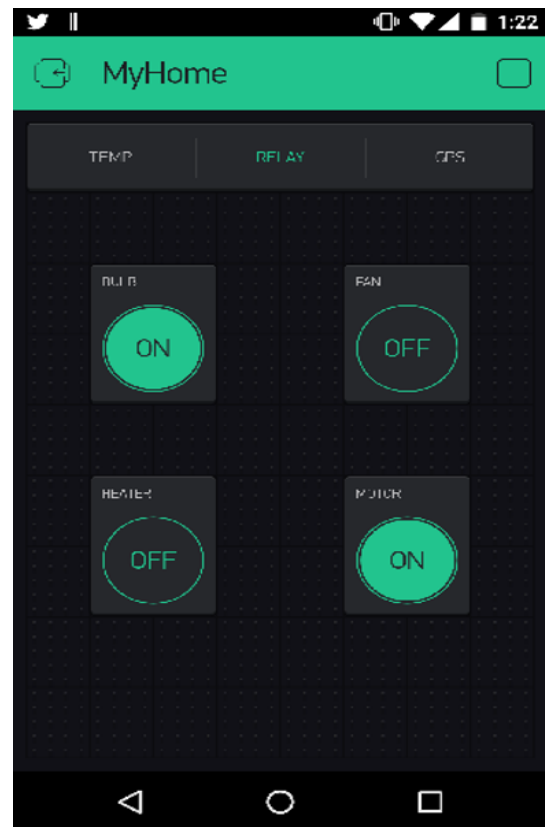 1:22
MyHome
TEMP RELAY GPS
BULB FAN
ON OFF
HEATER MOTOR
OFF ON